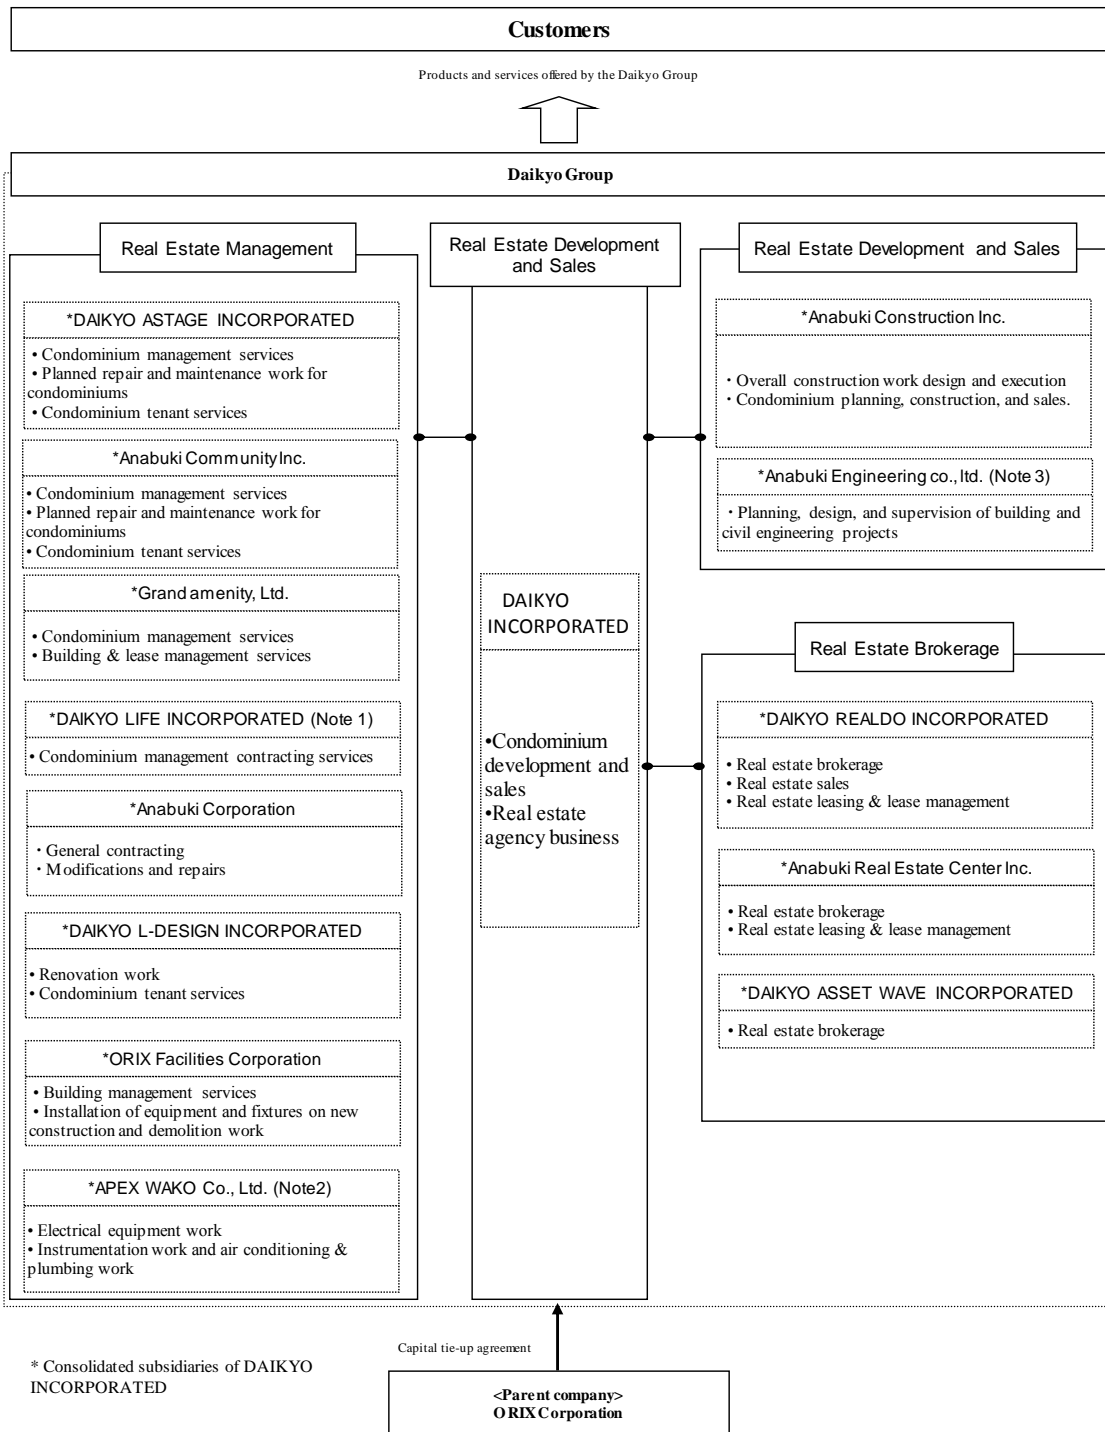 Customers
Products and services offered by the Daikyo Group
Daikyo Group
Real Estate Management
*DAIKYO ASTAGE INCORPORATED
• Condominium management services
• Planned repair and maintenance work for
condominiums
• Condominium tenant services
*Anabuki Community Inc.
• Condominium management services
• Planned repair and maintenance work for
condominiums
• Condominium tenant services
*Grand amenity, Ltd.
• Condominium management services
• Building & lease management services
*DAIKYO LIFE INCORPORATED (Note 1)
• Condominium management contracting services
*Anabuki Corporation
・General contracting
・Modifications and repairs
*DAIKYO L-DESIGN INCORPORATED
• Renovation work
• Condominium tenant services
*ORIX Facilities Corporation
• Building management services
• Installation of equipment and fixtures on new
construction and demolition work
*APEX WAKO Co., Ltd. (Note2)
• Electrical equipment work
• Instrumentation work and air conditioning &
plumbing work
Real Estate Development
and Sales
DAIKYO
INCORPORATED
•Condominium
development and
sales
•Real estate
agency business
Real Estate Development and Sales
*Anabuki Construction Inc.
・Overall construction work design and execution
・Condominium planning, construction, and sales.
*Anabuki Engineering co., ltd. (Note 3)
・Planning, design, and supervision of building and
civil engineering projects
Real Estate Brokerage
*DAIKYO REALDO INCORPORATED
• Real estate brokerage
• Real estate sales
• Real estate leasing & lease management
*Anabuki Real Estate Center Inc.
• Real estate brokerage
• Real estate leasing & lease management
*DAIKYO ASSET WAVE INCORPORATED
• Real estate brokerage
Capital tie-up agreement
* Consolidated subsidiaries of DAIKYO
INCORPORATED
<Parent company>
ORIX Corporation